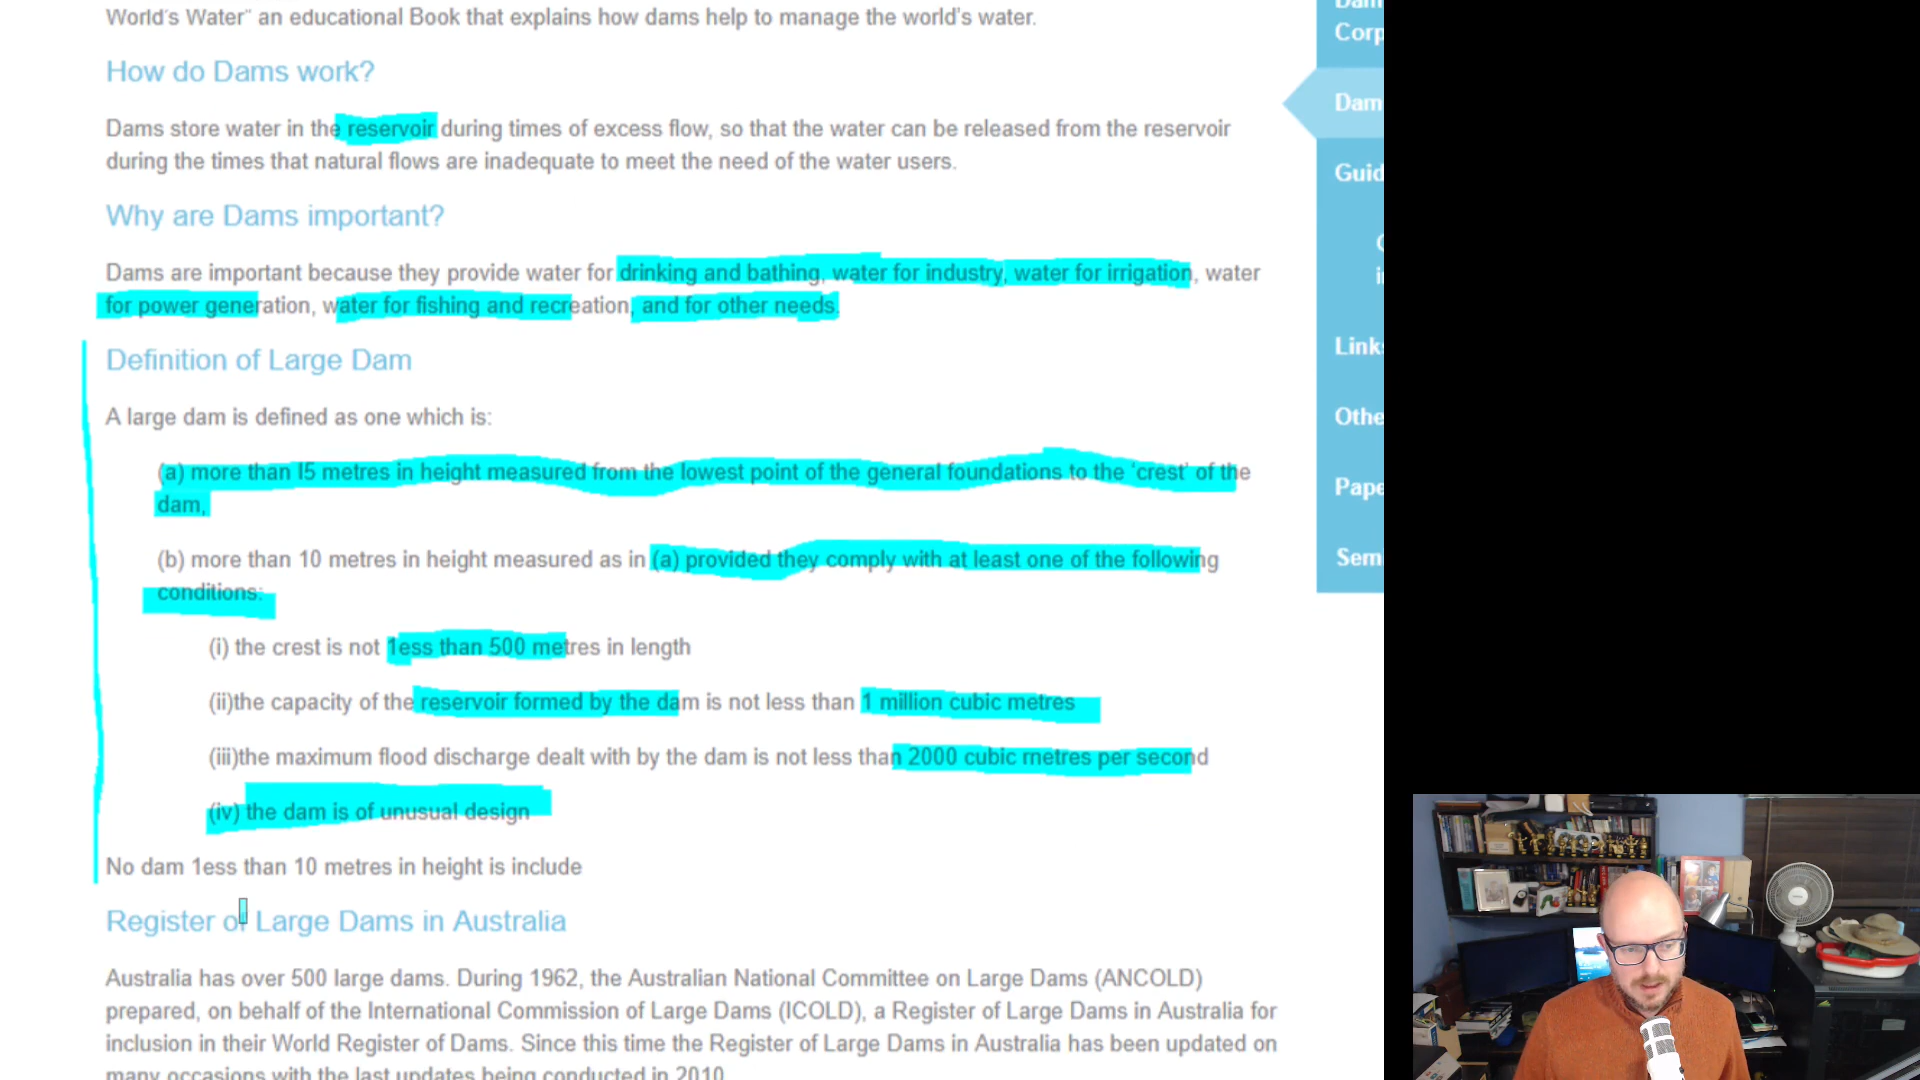 World's Water" an educational Book that explains how dams help to manage the world's water.
How do Dams work?
Dams store water in the reservoir during times of excess flow, so that the water can be released from the reservoir
during the times that natural flows are inadequate to meet the need of the water users.
Why are Dams important?
Dams are important because they provide water for drinking and bathing, water for industry, water for irrigation, water
for power generation, water for fishing and recreation, and for other needs.
Definition of Large Dam
A large dam is defined as one which is:
(a) more than l5 metres in height measured from the lowest point of the general foundations to the 'crest' of the
dam,
(b) more than 10 metres in height measured as in (a) provided they comply with at least one of the following
conditions:
(i) the crest is not 1ess than 500 metres in length
(ii)the capacity of the reservoir formed by the dam is not less than 1 million cubic metres
(iii)the maximum flood discharge dealt with by the dam is not less than 2000 cubic rnetres per second
(iv) the dam is of unusual design
No dam 1ess than 10 metres in height is include
Register of Large Dams in Australia
Australia has over 500 large dams. During 1962, the Australian National Committee on Large Dams (ANCOLD)
prepared, on behalf of the International Commission of Large Dams (ICOLD), a Register of Large Dams in Australia for
inclusion in their World Register of Dams. Since this time the Register of Large Dams in Australia has been updated on
many occasions with the last updates being conducted in 2010.
Dam
Corp
Dam
Guid
Links
Othe
Pape
Sem